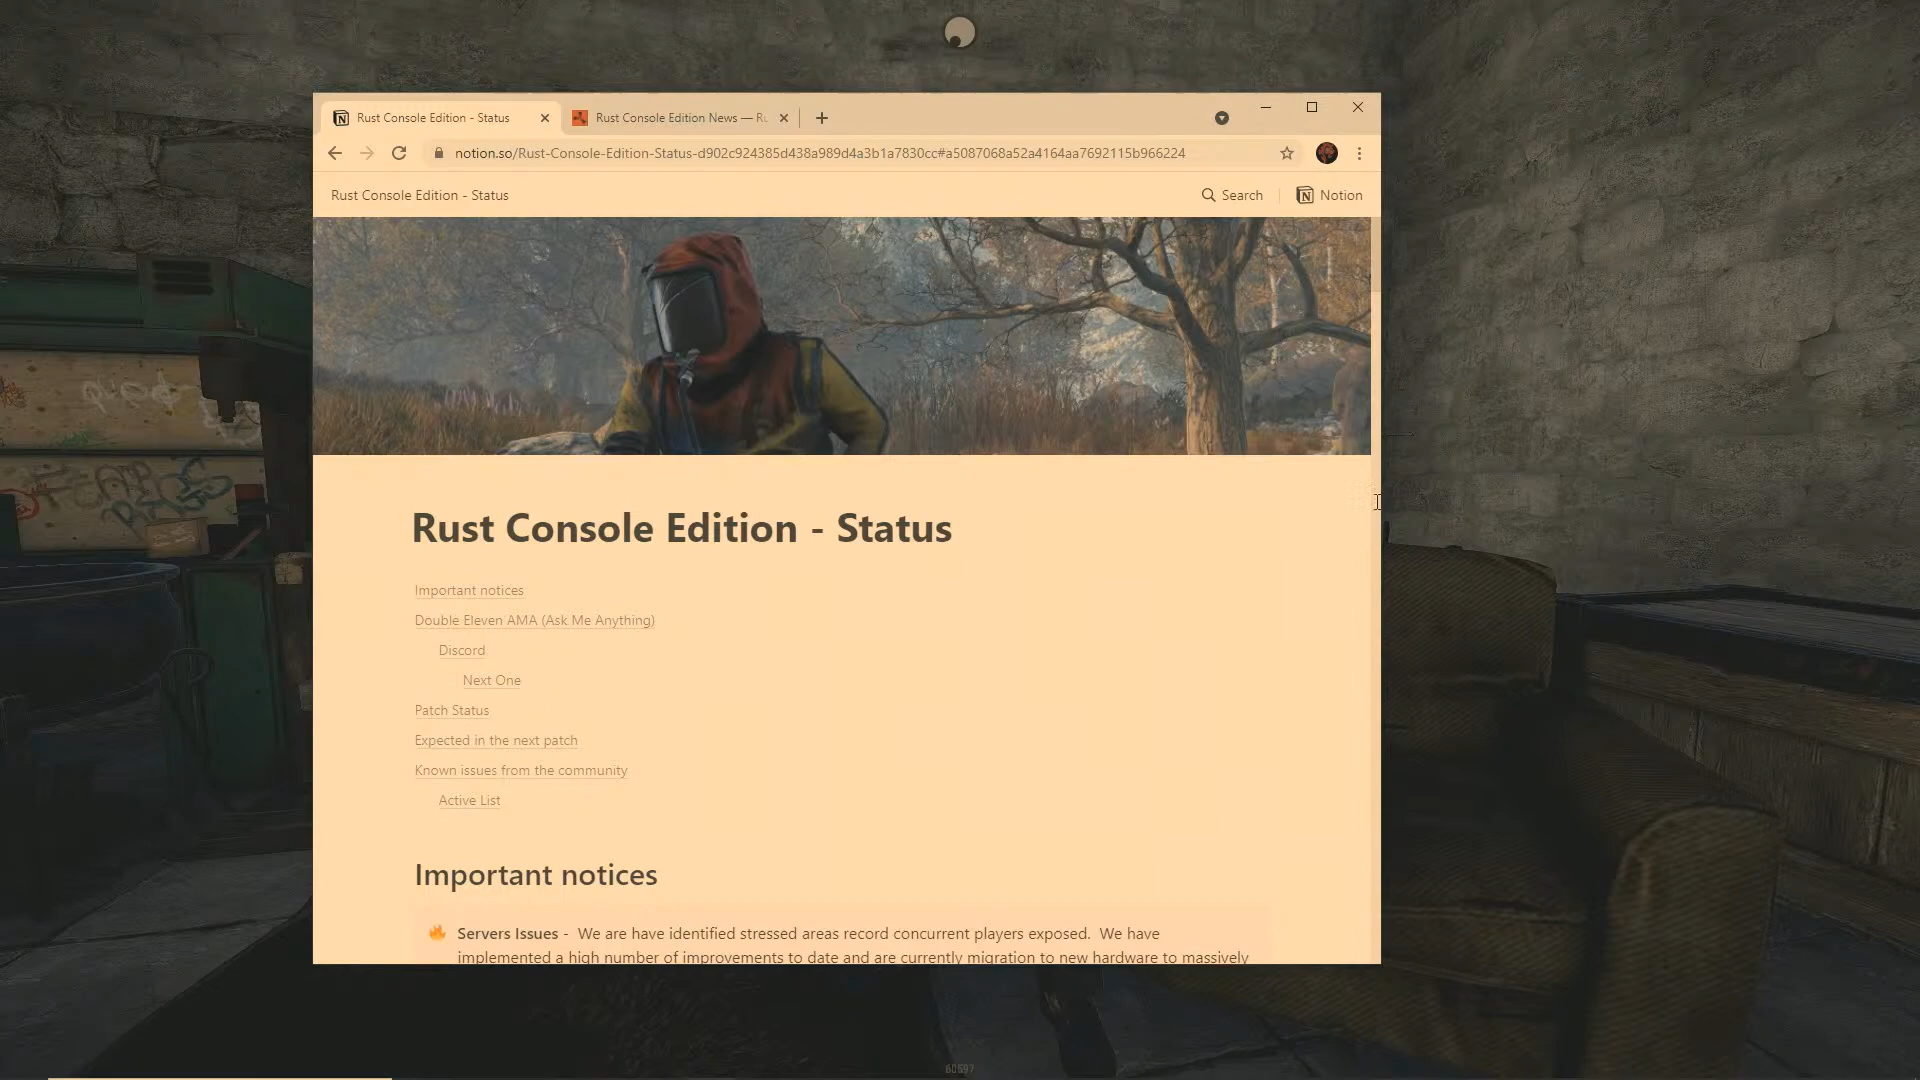 Rust Console Edition - Status
Rust Console Edition News — Ru
notion.so/Rust-Console-Edition-Status-d902c924385d438a989d4a3b1a7830cc#a5087068a52a4164aa7692115b966224
Rust Console Edition - Status
Search
Notion
Rust Console Edition - Status
Important notices
Double Eleven AMA (Ask Me Anything)
Discord
Next One
Patch Status
Expected in the next patch
Known issues from the community
Active List
Important notices
Servers Issues - We are have identified stressed areas record concurrent players exposed. We have
implemented a high number of improvements to date and are currently migration to new hardware to massively
60597